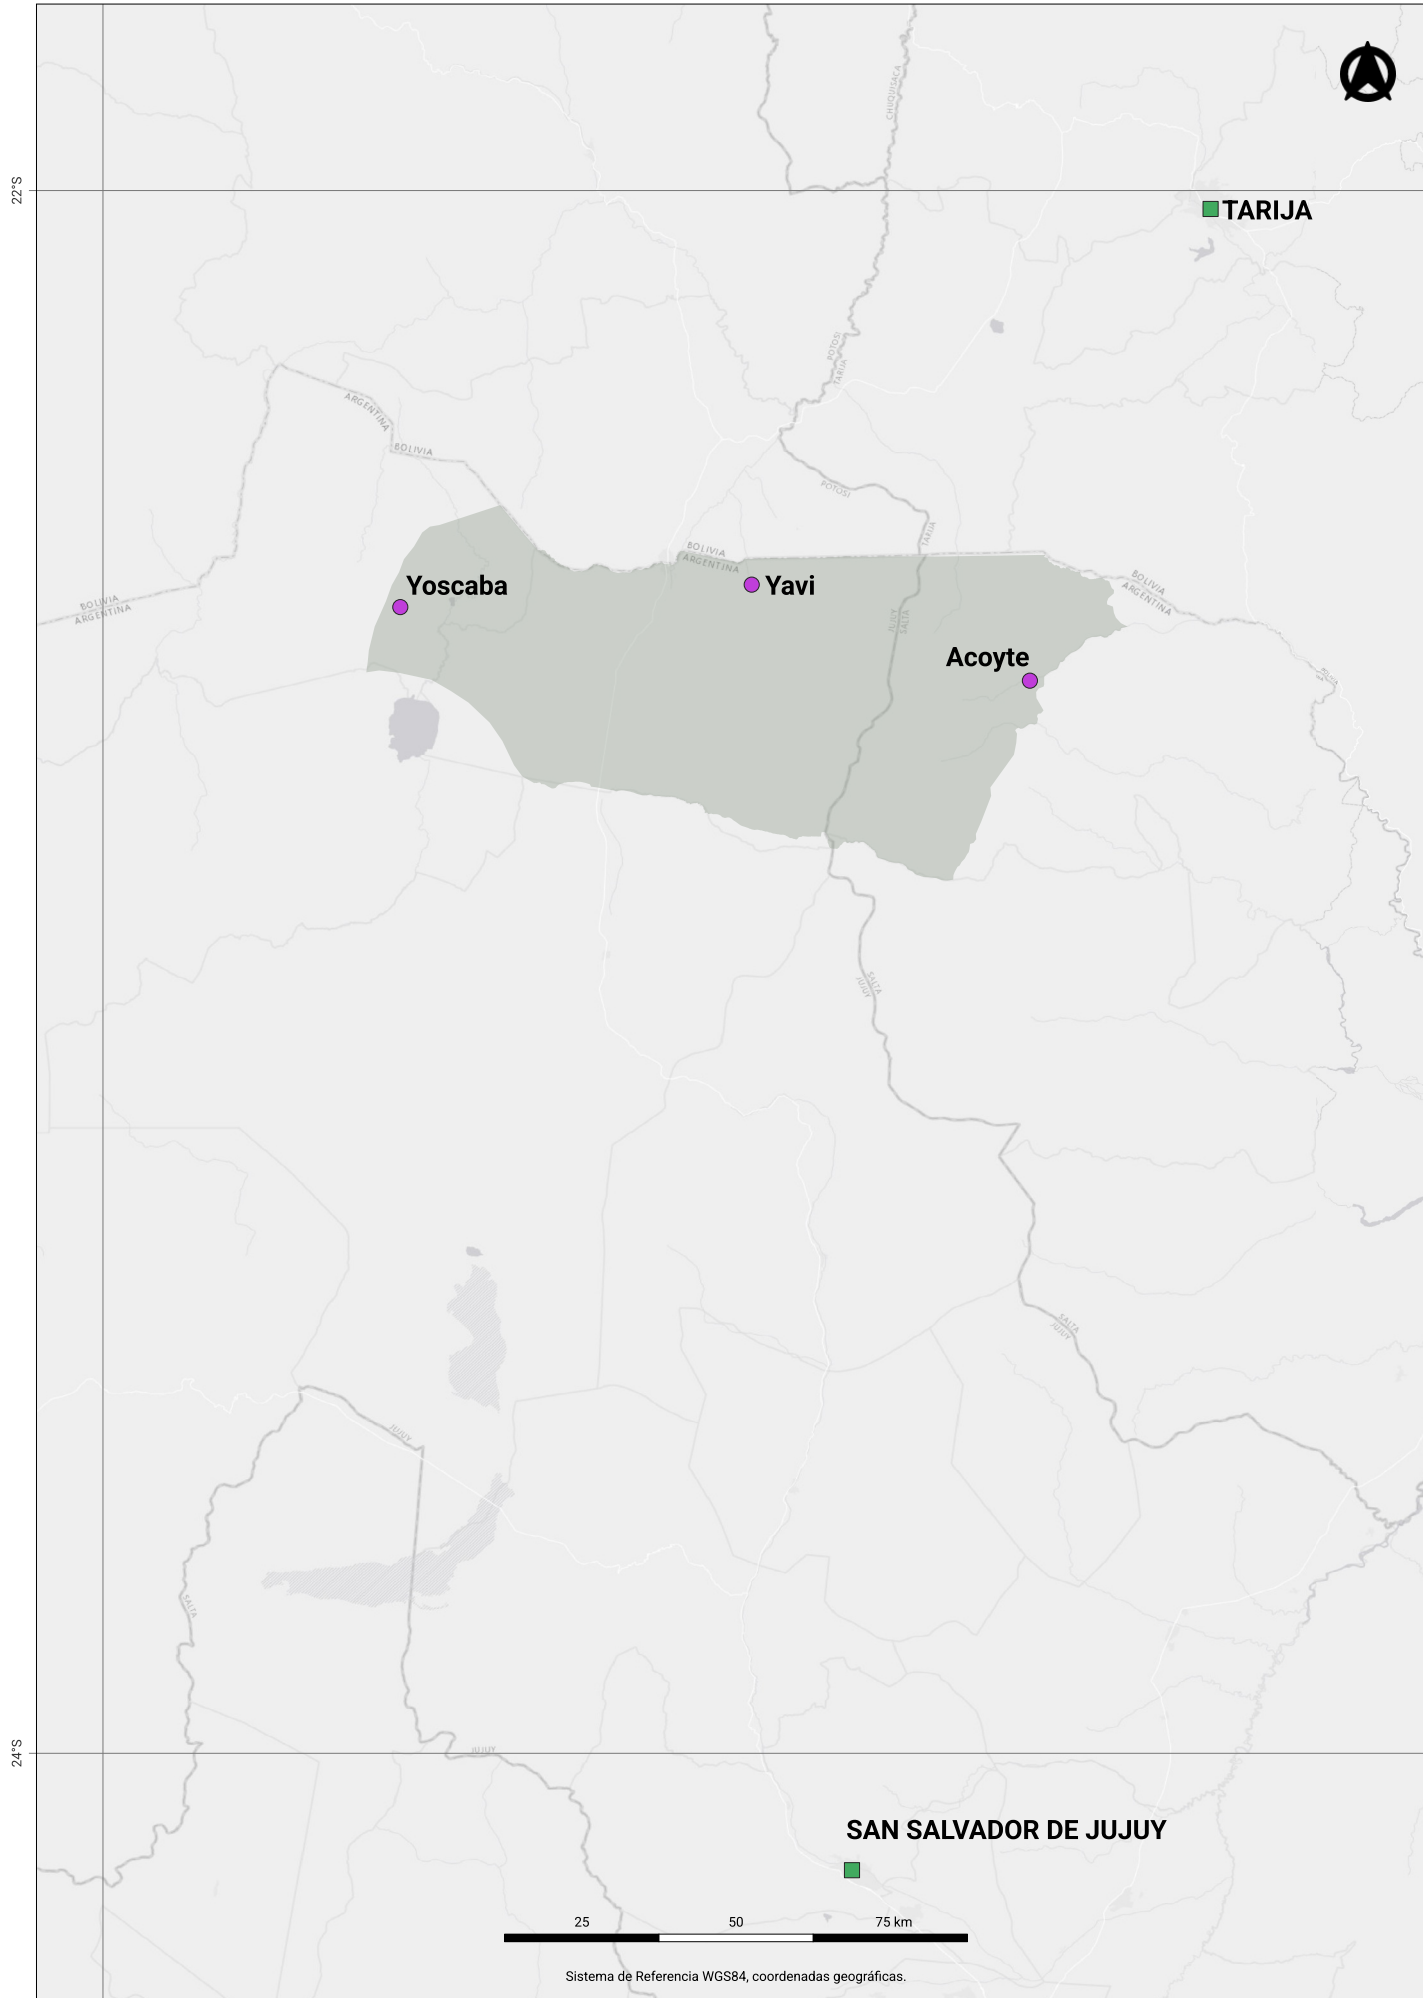 CHUQUISACA
22°S
TARIJA
POTOSI
TARIJA
ARGENTINA
BOLIVIA
POTOSI
TARIJA
BOLIVIA
ARGENTINA
Yoscaba
Yavi
BOLIVIA
ARGENTINA
BOLIVIA
ARGENTINA
JUJUY
SALTA
Acoyte
SALTA
JUJUY
SALTA
JUJUY
JUJUY
SALTA
JUJUY
24°S
SAN SALVADOR DE JUJUY
25 50 75 km
Sistema de Referencia WGS84, coordenadas geográficas.